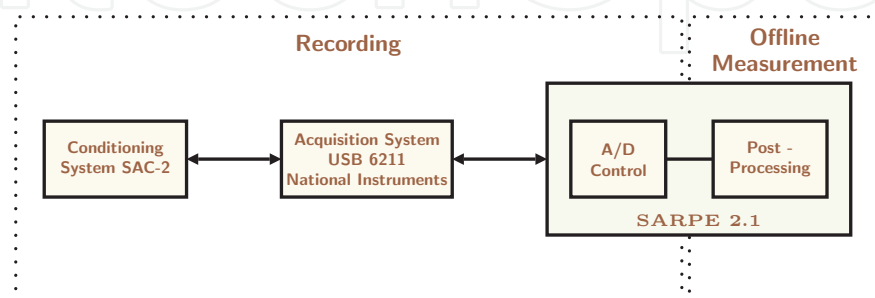 Recording
Offline
Measurement
Conditioning
System SAC-2
Acquisition System
USB 6211
National Instruments
A/D
Control
Post -
Processing
SARPE 2.1